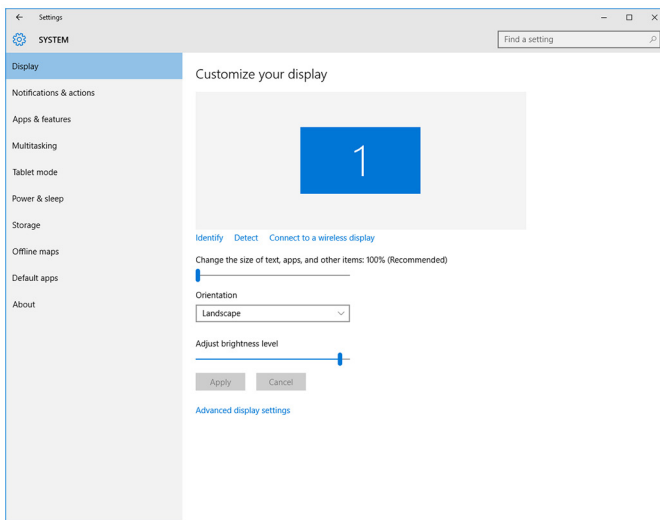 Settings
SYSTEM
Find a setting
Display
Notifications & actions
Apps & features
Multitasking
Tablet mode
Power & sleep
Storage
Offline maps
Default apps
About
Customize your display
1
Identify Detect Connect to a wireless display
Change the size of text, apps, and other items: 100% (Recommended)
Orientation
Landscape
Adjust brightness level
Apply Cancel
Advanced display settings